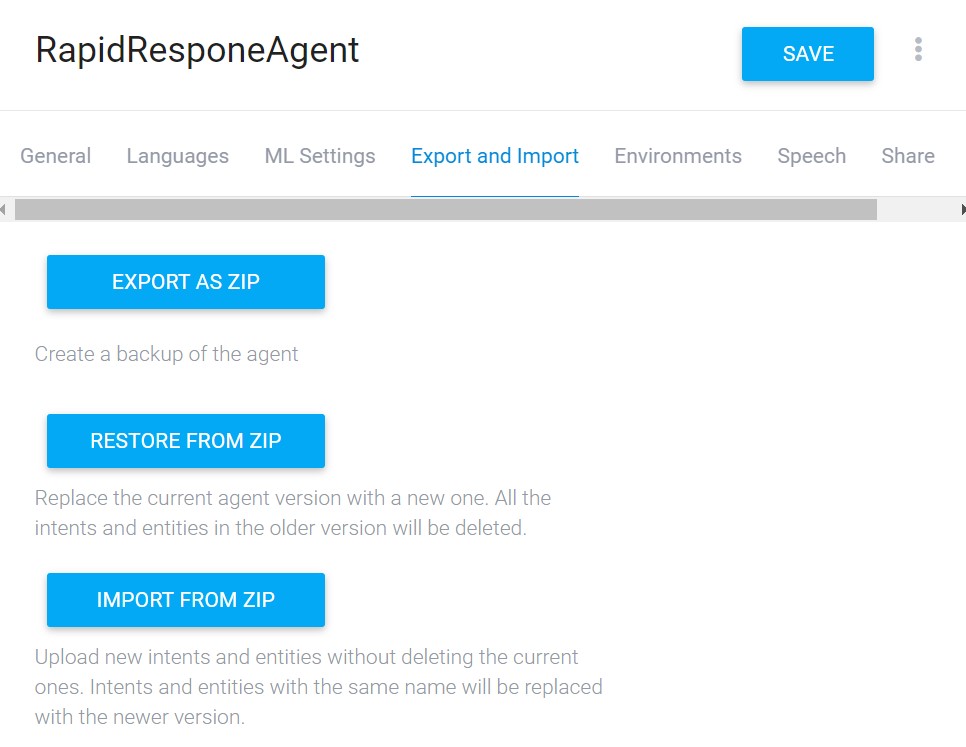 RapidResponeAgent
SAVE
General Languages ML Settings Export and Import Environments Speech Share
EXPORT AS ZIP
Create a backup of the agent
RESTORE FROM ZIP
Replace the current agent version with a new one. All the
intents and entities in the older version will be deleted.
IMPORT FROM ZIP
Upload new intents and entities without deleting the current
ones. Intents and entities with the same name will be replaced
with the newer version.